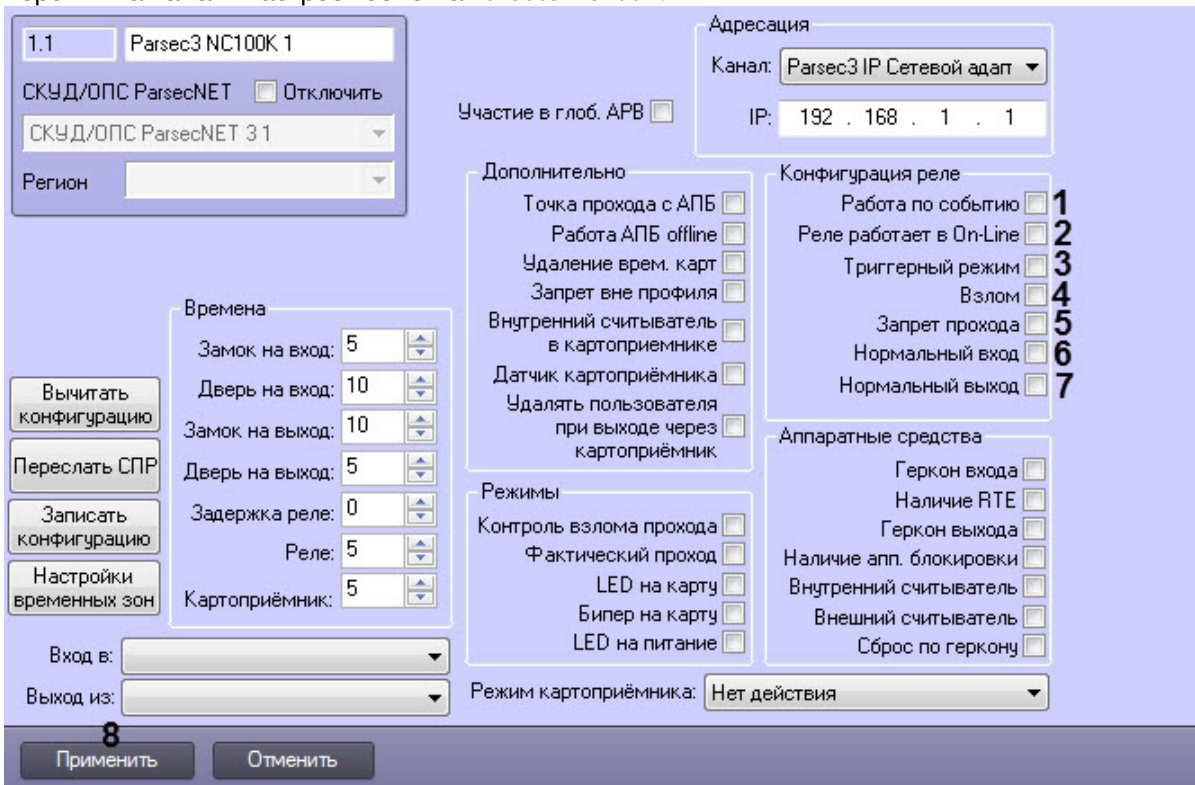 1.1 Parsec3 NC100K 1
СКУД/ОПС ParsecNET Отключить
СКУД/ОПС ParsecNET 3 1
Регион
Участие в глоб. APB
Адресация
Канал: Parsec3 IP Сетевой адапт
IP: 192 . 168 . 1 . 1
Дополнительно
Точка прохода с АПБ
Работа АПБ offline
Удаление врем. карт
Запрет вне профиля
Внутренний считыватель
в картоприемнике
Датчик картоприёмника
Удалять пользователя
при выходе через
картоприёмник
Конфигурация реле
Работа по событию 1
Реле работает в On-Line 2
Триггерный режим 3
Взлом 4
Запрет прохода 5
Нормальный вход 6
Нормальный выход 7
Вычитать
конфигурацию
Переслать СПР
Записать
конфигурацию
Настройки
временных зон
Времена
Замок на вход: 5
Дверь на вход: 10
Замок на выход: 10
Дверь на выход: 5
Задержка реле: 0
Реле: 5
Картоприёмник: 5
Режимы
Контроль взлома прохода
Фактический проход
LED на карту
Бипер на карту
LED на питание
Аппаратные средства
Геркон входа
Наличие RTE
Геркон выхода
Наличие апп. блокировки
Внутренний считыватель
Внешний считыватель
Сброс по геркону
Вход в:
Выход из:
Режим картоприёмника: Нет действия
8
Применить Отменить